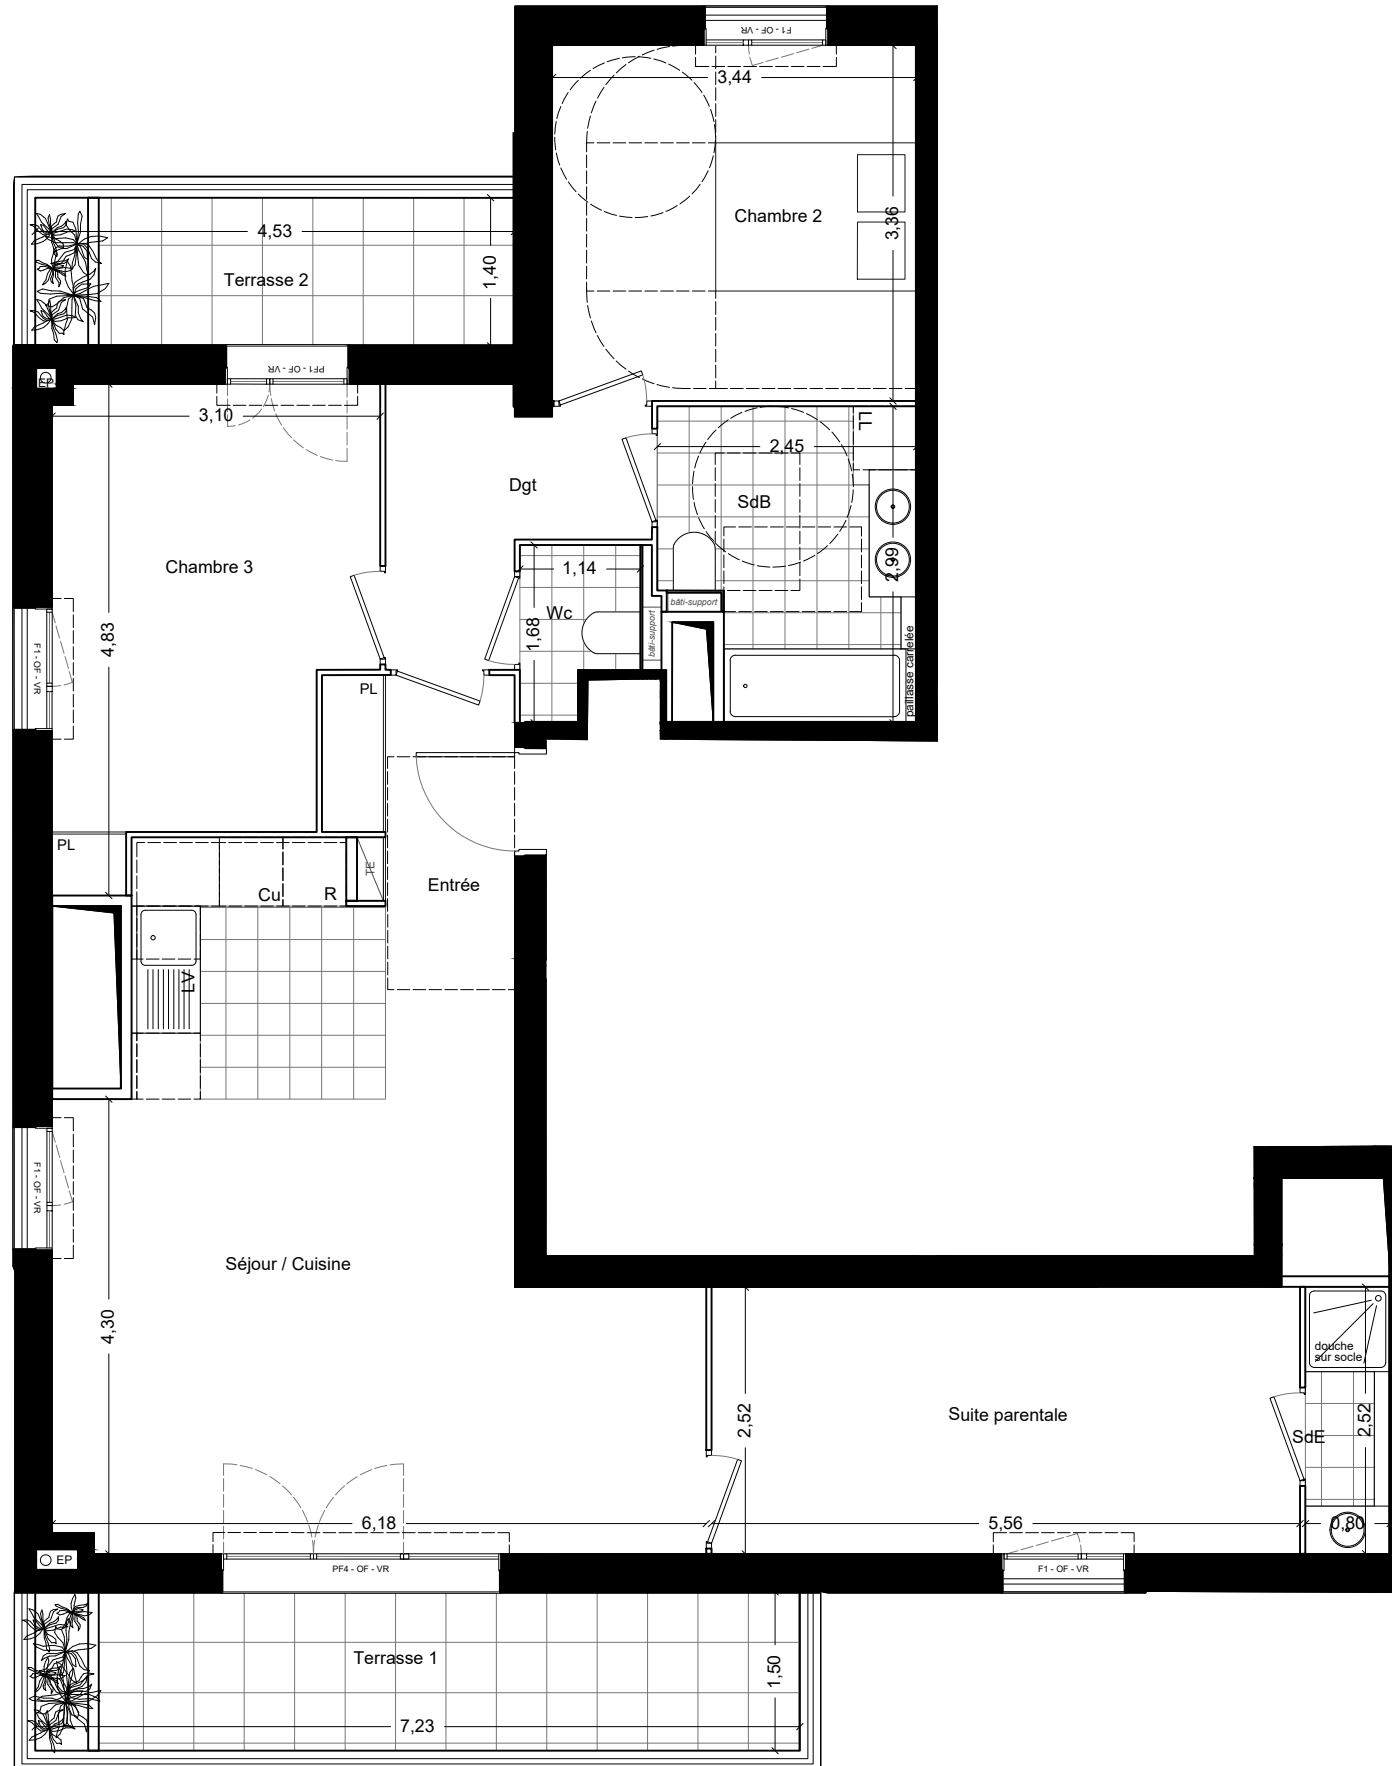 F1 - OF - VR
3,44
Chambre 2
3,36
4,53
Terrasse 2
1,40
PF1 - OF - VR
EP
3,10
LL
2,45
Dgt
SdB
Chambre 3
2,99
1,14
Wc
bâti-support
bâti-support
1,68
4,83
F1 - OF - VR
paillasse carrelée
PL
PL
TE
Cu
R
Entrée
LV
F1 - OF - VR
Séjour / Cuisine
4,30
douche
sur socle
2,52
Suite parentale
2,52
SdE
6,18
5,56
0,80
EP
PF4 - OF - VR
F1 - OF - VR
Terrasse 1
1,50
7,23